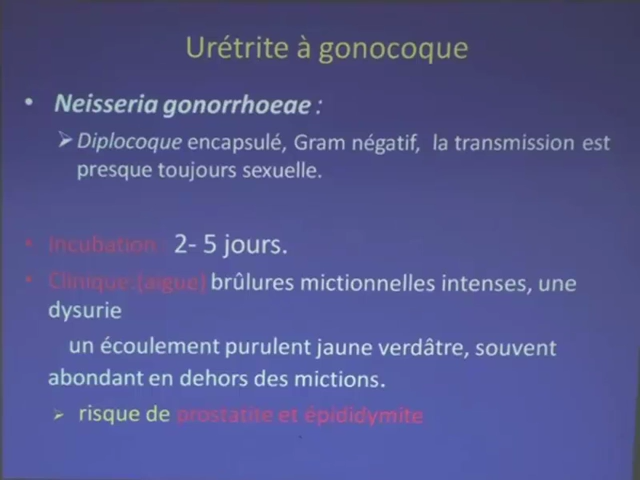 Urétrite à gonocoque
• Neisseria gonorrhoeae :
➢ Diplocoque encapsulé, Gram négatif, la transmission est
presque toujours sexuelle.
• Incubation : 2- 5 jours.
• Clinique:(aigue) brûlures mictionnelles intenses, une
dysurie
un écoulement purulent jaune verdâtre, souvent
abondant en dehors des mictions.
➢ risque de prostatite et épididymite